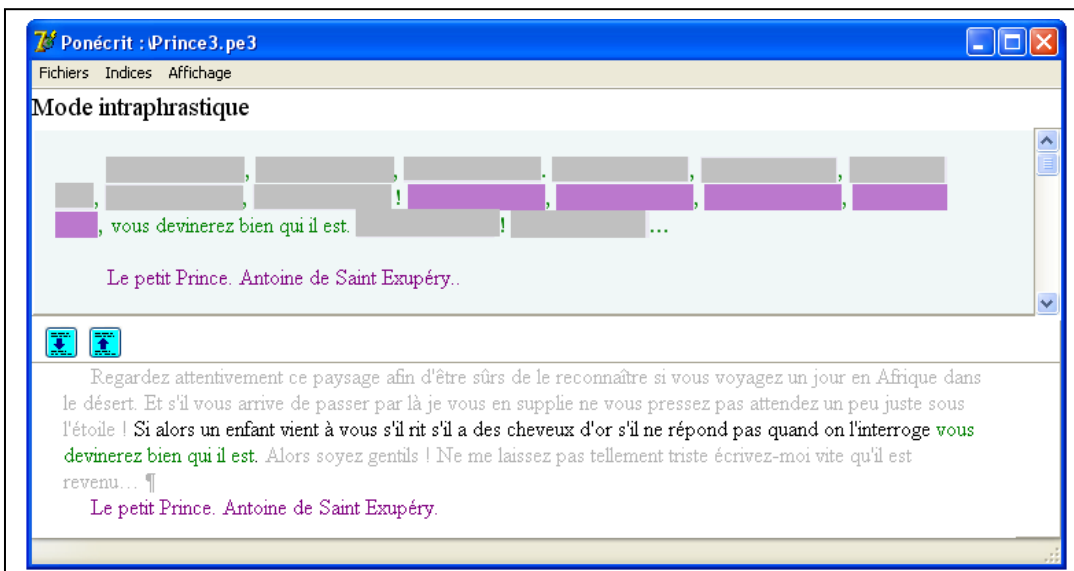 Ponécrit : \Prince3.pe3
Fichiers Indices Affichage
Mode intraphrastique
, , . , ,
, , ! , , ,
, vous devinerez bien qui il est. ! ...
Le petit Prince. Antoine de Saint Exupéry..
Regardez attentivement ce paysage afin d'être sûrs de le reconnaître si vous voyagez un jour en Afrique dans
le désert. Et s'il vous arrive de passer par là je vous en supplie ne vous pressez pas attendez un peu juste sous
l'étoile ! Si alors un enfant vient à vous s'il rit s'il a des cheveux d'or s'il ne répond pas quand on l'interroge vous
devinerez bien qui il est. Alors soyez gentils ! Ne me laissez pas tellement triste écrivez-moi vite qu'il est
revenu... ¶
Le petit Prince. Antoine de Saint Exupéry.